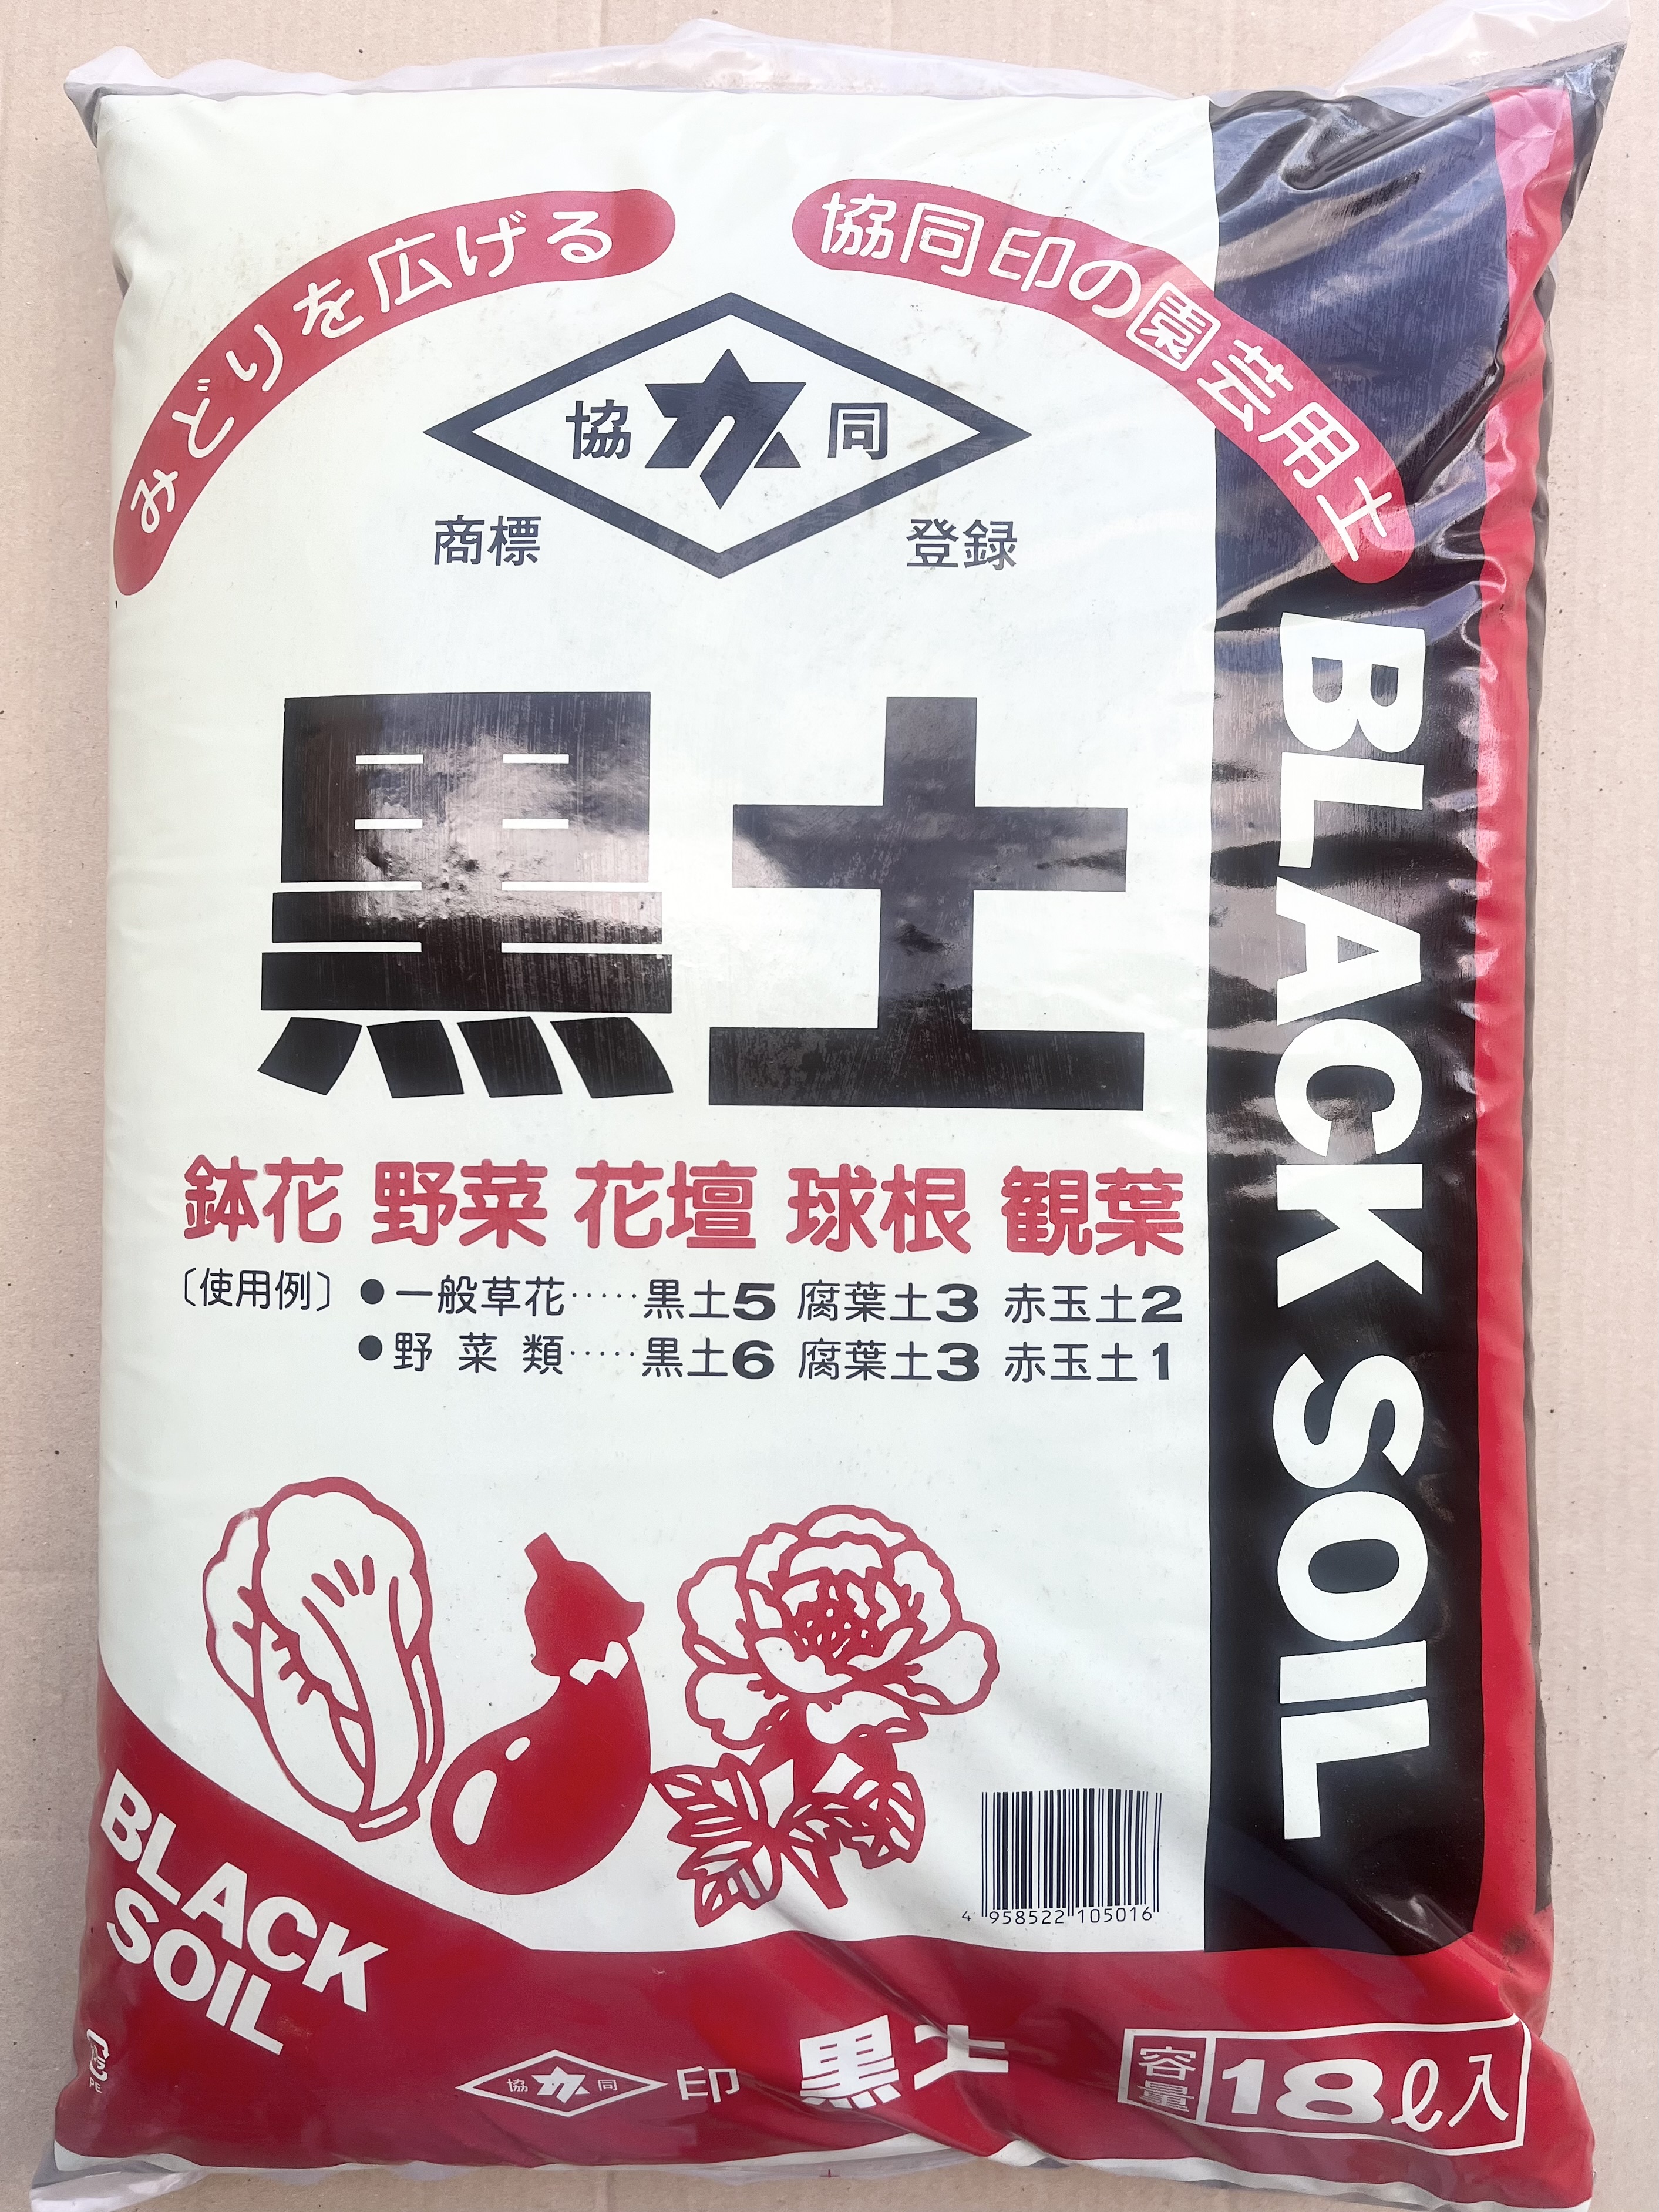 みどりを広げる
協同印の園芸用土
協 カ 同
商標 登録
黒土
BLACK SOIL
鉢花 野菜 花壇 球根 観葉
〔使用例〕 ●一般草花‥‥‥黒土5 腐葉土3 赤玉土2
●野菜類‥‥‥黒土6 腐葉土3 赤玉土1
4 958522 105016
BLACK
SOIL
PE
協 カ 同 印 黒土
容量 18ℓ入